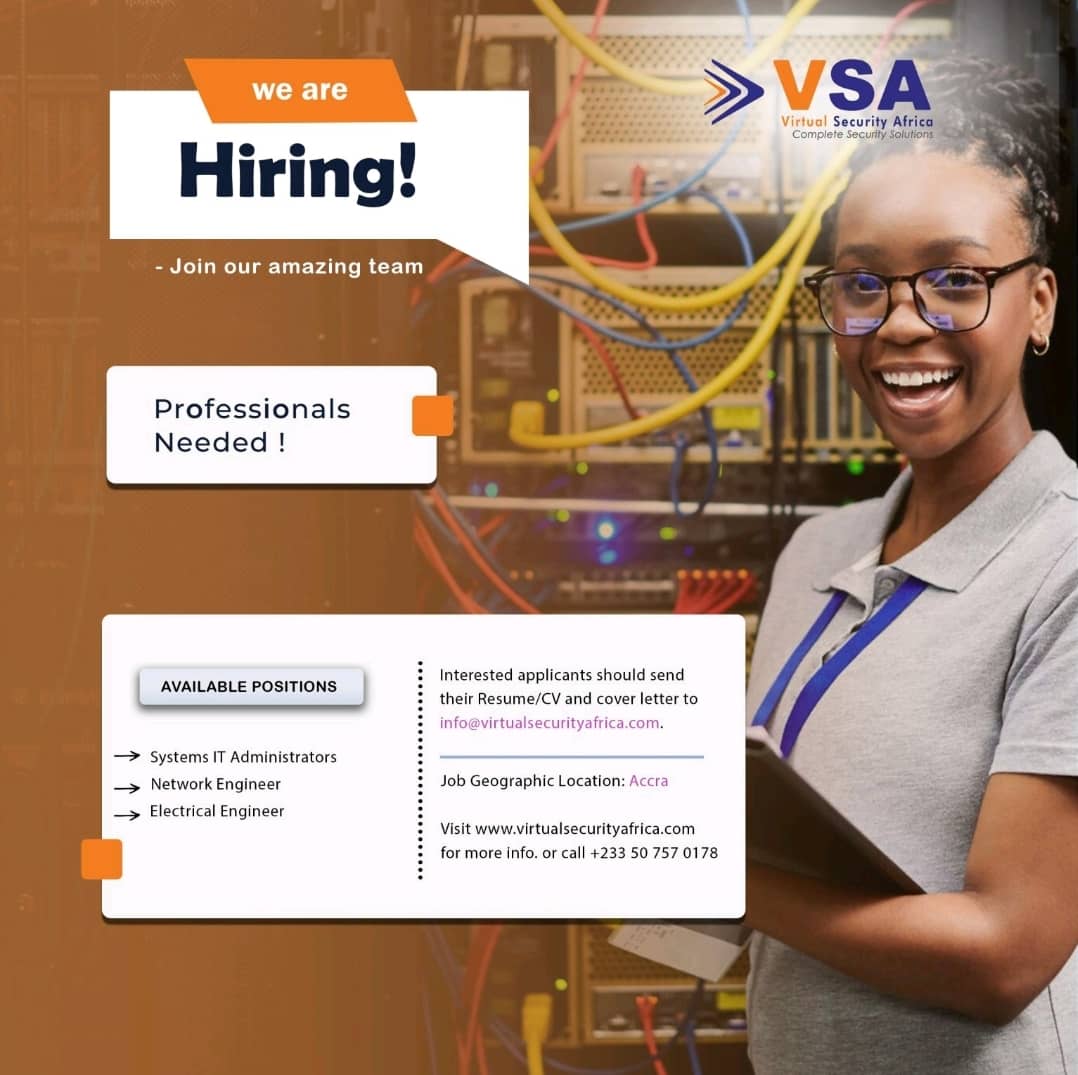 we are
Hiring!
- Join our amazing team
VSA
Virtual Security Africa
Complete Security Solutions
Professionals
Needed !
AVAILABLE POSITIONS
Systems IT Administrators
Network Engineer
Electrical Engineer
Interested applicants should send
their Resume/CV and cover letter to
info@virtualsecurityafrica.com.
Job Geographic Location: Accra
Visit www.virtualsecurityafrica.com
for more info. or call +233 50 757 0178